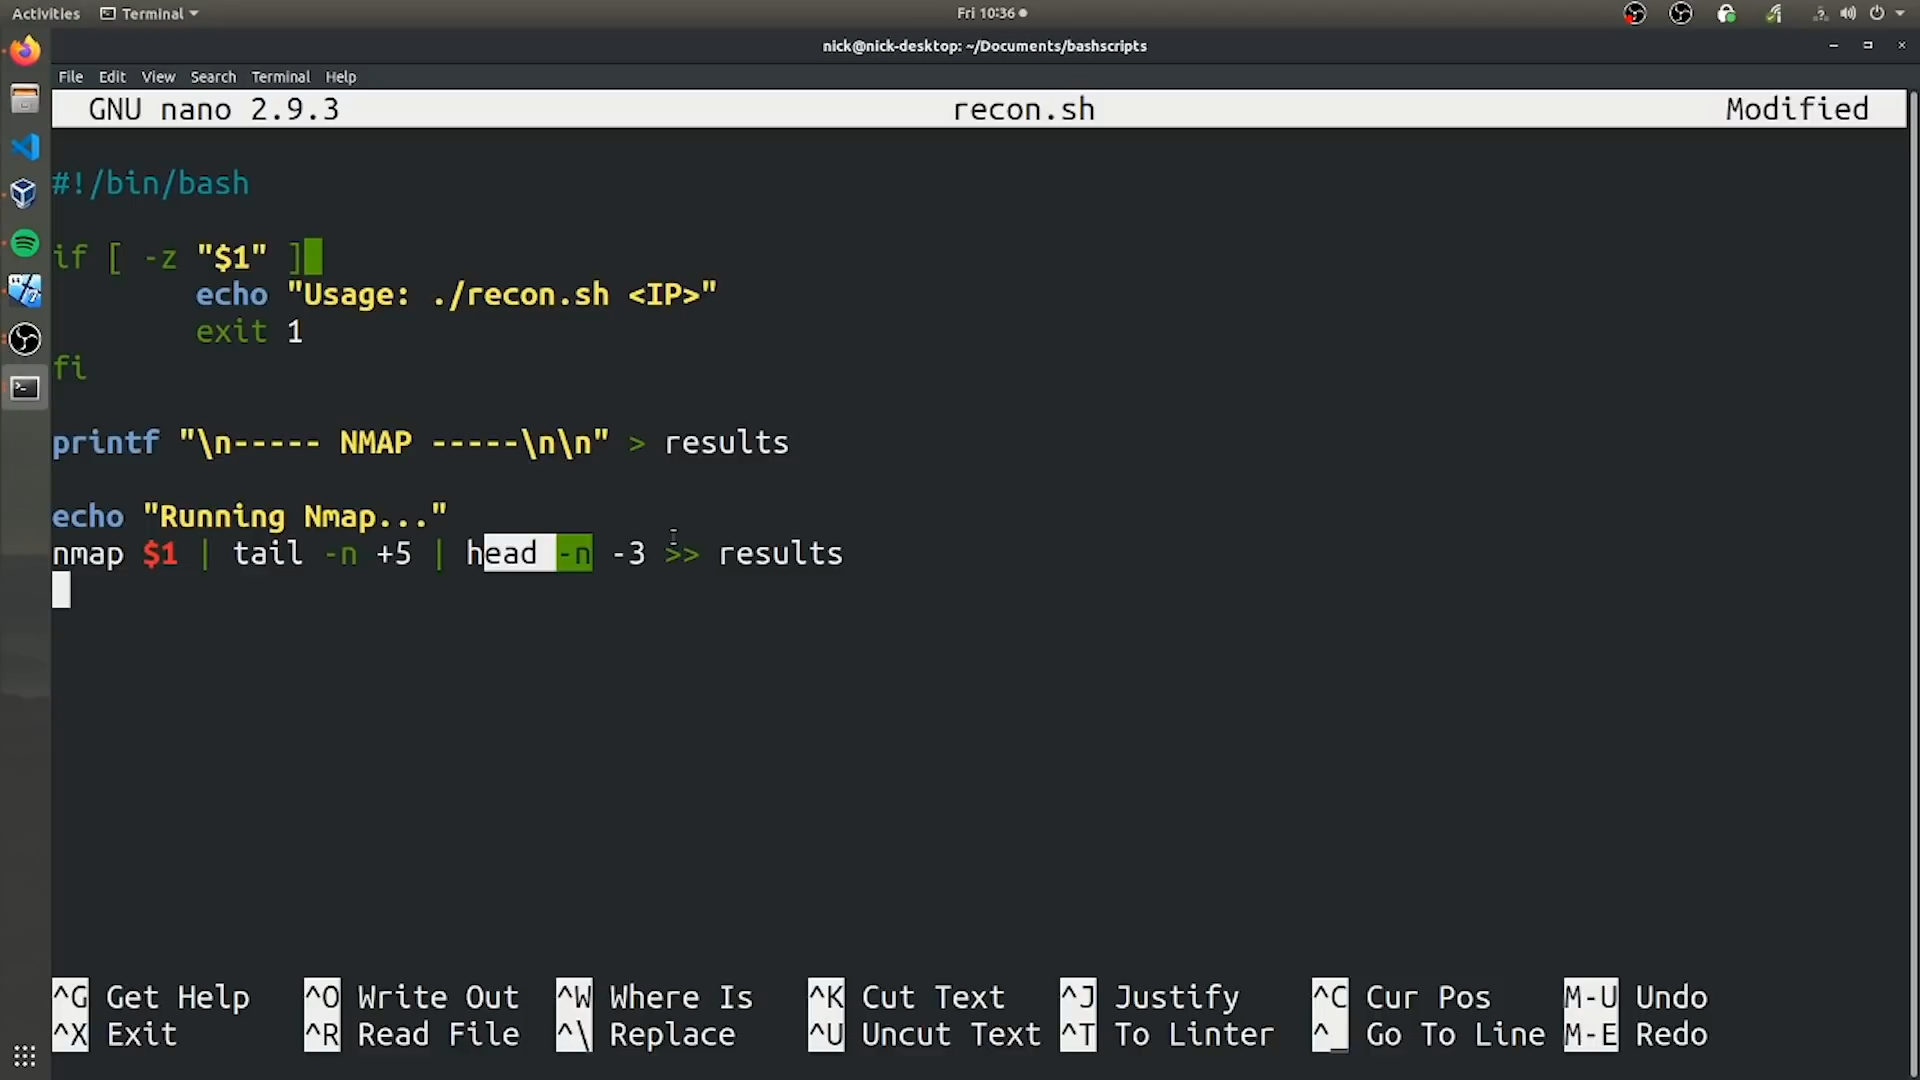 Activities Terminal Fri 10:36
nick@nick-desktop: ~/Documents/bashscripts
File Edit View Search Terminal Help
GNU nano 2.9.3 recon.sh Modified
#!/bin/bash
if [ -z "$1" ]
echo "Usage: ./recon.sh <IP>"
exit 1
fi
printf "\n----- NMAP -----\n\n" > results
echo "Running Nmap..."
nmap $1 | tail -n +5 | head -n -3 >> results
^G Get Help ^O Write Out ^W Where Is ^K Cut Text ^J Justify ^C Cur Pos M-U Undo
^X Exit ^R Read File ^\ Replace ^U Uncut Text ^T To Linter ^_ Go To Line M-E Redo